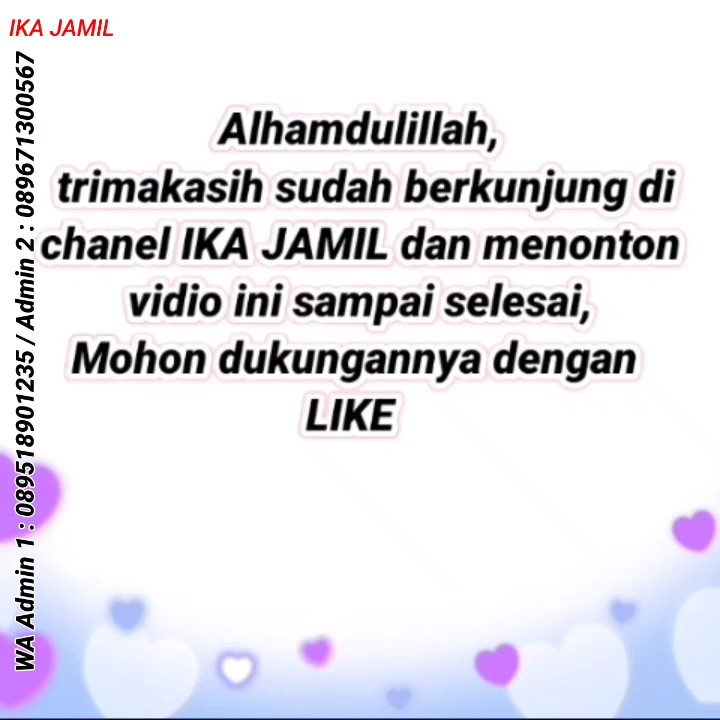 IKA JAMIL
WA Admin 1 : 089518901235 / Admin 2 : 089671300567
Alhamdulillah,
trimakasih sudah berkunjung di
chanel IKA JAMIL dan menonton
vidio ini sampai selesai,
Mohon dukungannya dengan
LIKE